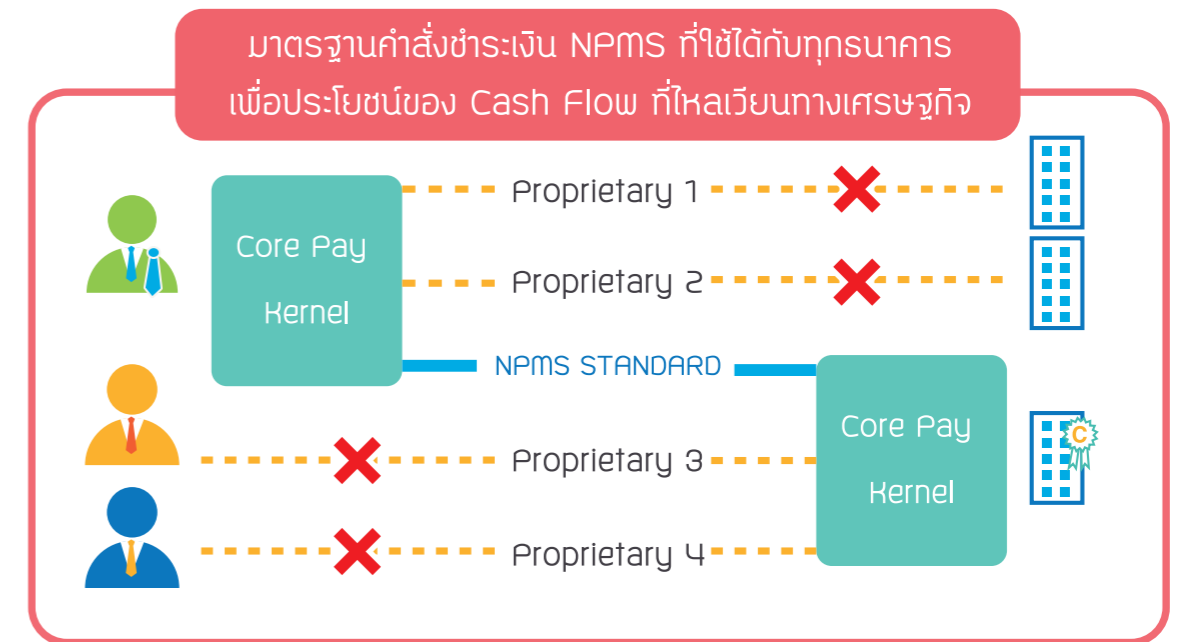 มาตรฐานคำสั่งชำระเงิน NPMS ที่ใช้ได้กับทุกธนาคาร
เพื่อประโยชน์ของ Cash Flow ที่ไหลเวียนทางเศรษฐกิจ
Proprietary 1
Core Pay
Kernel
Proprietary 2
NPMS STANDARD
Core Pay
Kernel
C
Proprietary 3
Proprietary 4